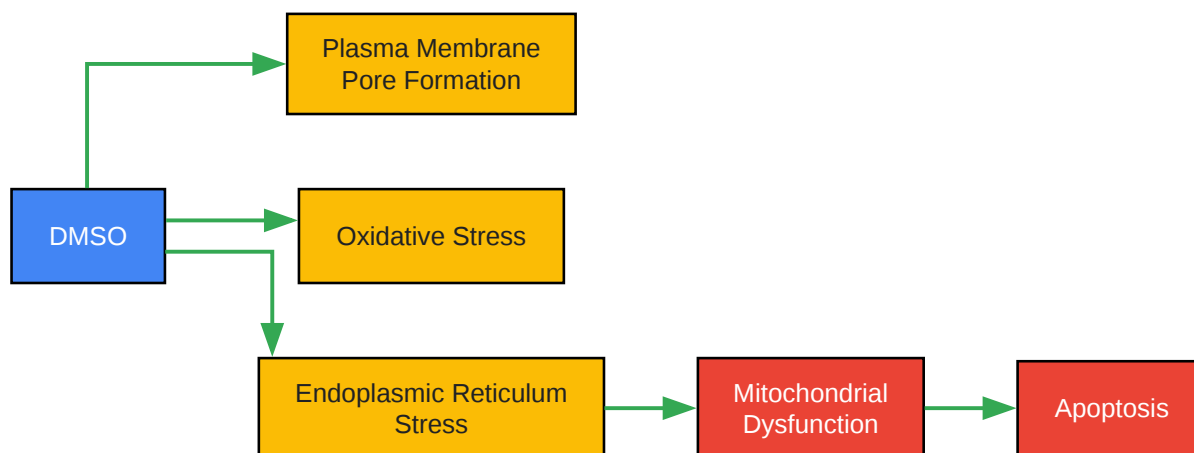 Plasma Membrane
Pore Formation
DMSO
Oxidative Stress
Endoplasmic Reticulum
Stress
Mitochondrial
Dysfunction
Apoptosis